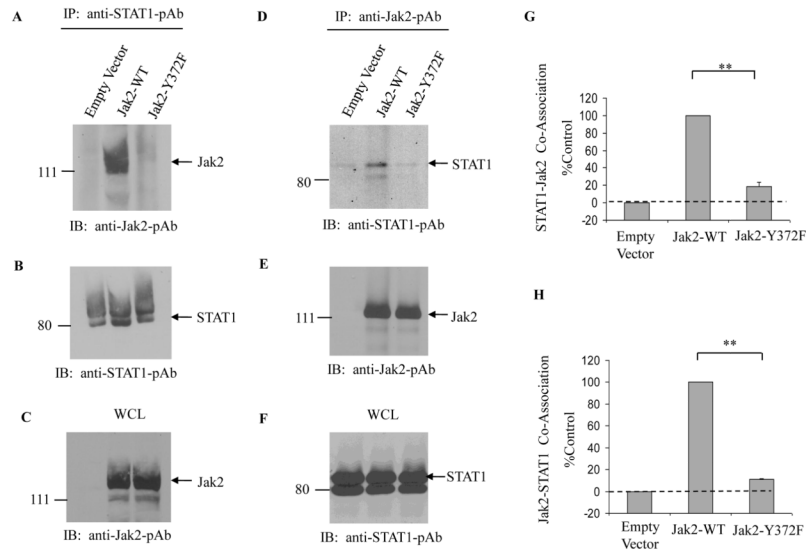 A
IP: anti-STAT1-pAb
Empty Vector
Jak2-WT
Jak2-Y372F
111
Jak2
IB: anti-Jak2-pAb
B
80
STAT1
IB: anti-STAT1-pAb
C
WCL
111
Jak2
IB: anti-Jak2-pAb
D
IP: anti-Jak2-pAb
Empty Vector
Jak2-WT
Jak2-Y372F
80
STAT1
IB: anti-STAT1-pAb
E
111
Jak2
IB: anti-Jak2-pAb
F
WCL
80
STAT1
IB: anti-STAT1-pAb
G
STAT1-Jak2 Co-Association
%Control
120
100
80
60
40
20
0
-20
**
Empty
Vector
Jak2-WT
Jak2-Y372F
H
Jak2-STAT1 Co-Association
%Control
120
100
80
60
40
20
0
-20
**
Empty
Vector
Jak2-WT
Jak2-Y372F